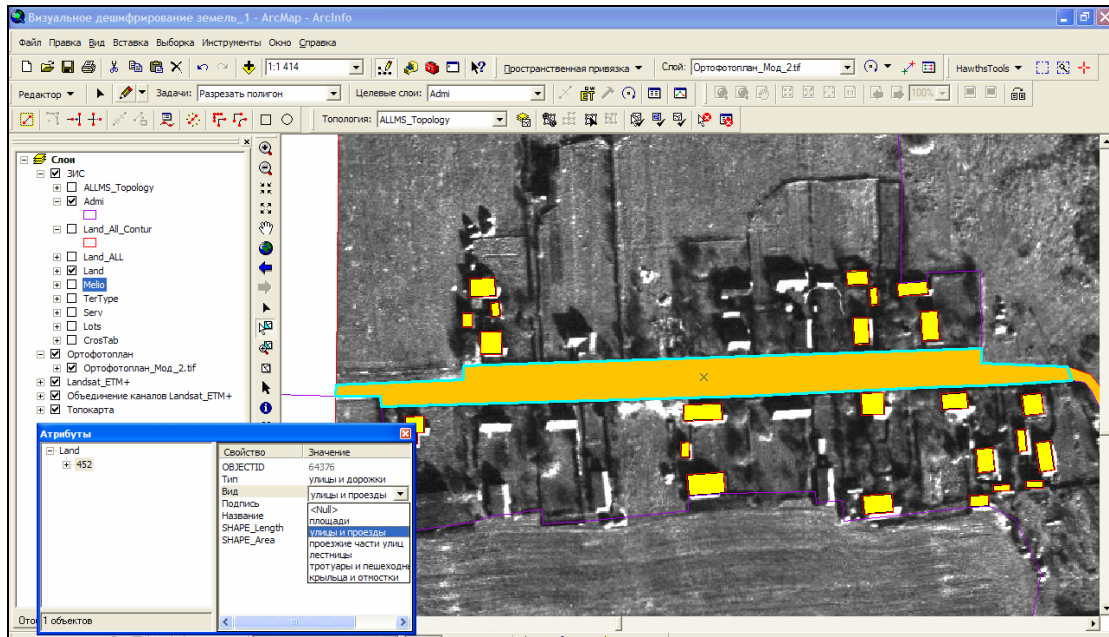 Визуальное дешифрирование земель_1 - ArcMap - ArcInfo
Файл Правка Вид Вставка Выборка Инструменты Окно Справка
1:1 414 Пространственная привязка Слой: Ортофотоплан_Мод_2.tif HawthsTools
Редактор Задачи: Разрезать полигон Целевые слои: Admi 100%
Топология: ALLMS_Topology
Слои
ЗИС
ALLMS_Topology
Admi
Land_All_Contur
Land_ALL
Land
Melio
TerType
Serv
Lots
CrosTab
Ортофотоплан
Ортофотоплан_Мод_2.tif
Landsat_ETM+
Объединение каналов Landsat_ETM+
Топокарта
Атрибуты
Land
452
Свойство Значение
OBJECTID 64376
Тип улицы и дорожки
Вид улицы и проезды
Подпись <Null>
Название площади
SHAPE_Length улицы и проезды
SHAPE_Area проезжие части улиц
лестницы
тротуары и пешеходны
крыльца и отностки
Ото 1 объектов